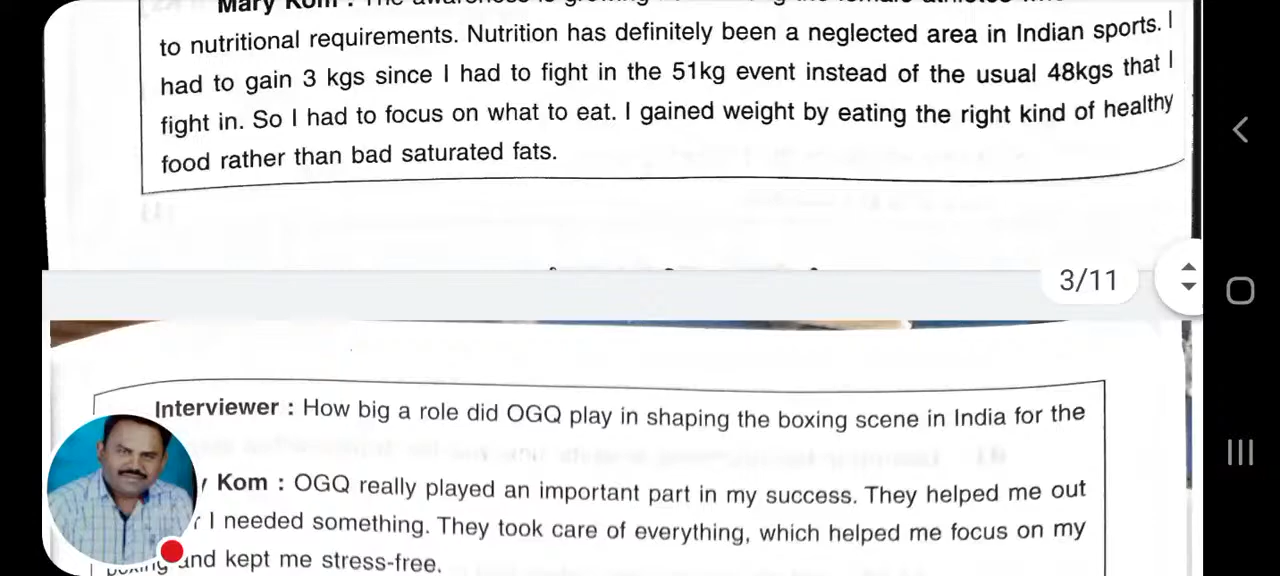 Mary Kom :
to nutritional requirements. Nutrition has definitely been a neglected area in Indian sports. I
had to gain 3 kgs since I had to fight in the 51kg event instead of the usual 48kgs that I
fight in. So I had to focus on what to eat. I gained weight by eating the right kind of healthy
food rather than bad saturated fats.
3/11
Interviewer : How big a role did OGQ play in shaping the boxing scene in India for the
Kom : OGQ really played an important part in my success. They helped me out
I needed something. They took care of everything, which helped me focus on my
and kept me stress-free.